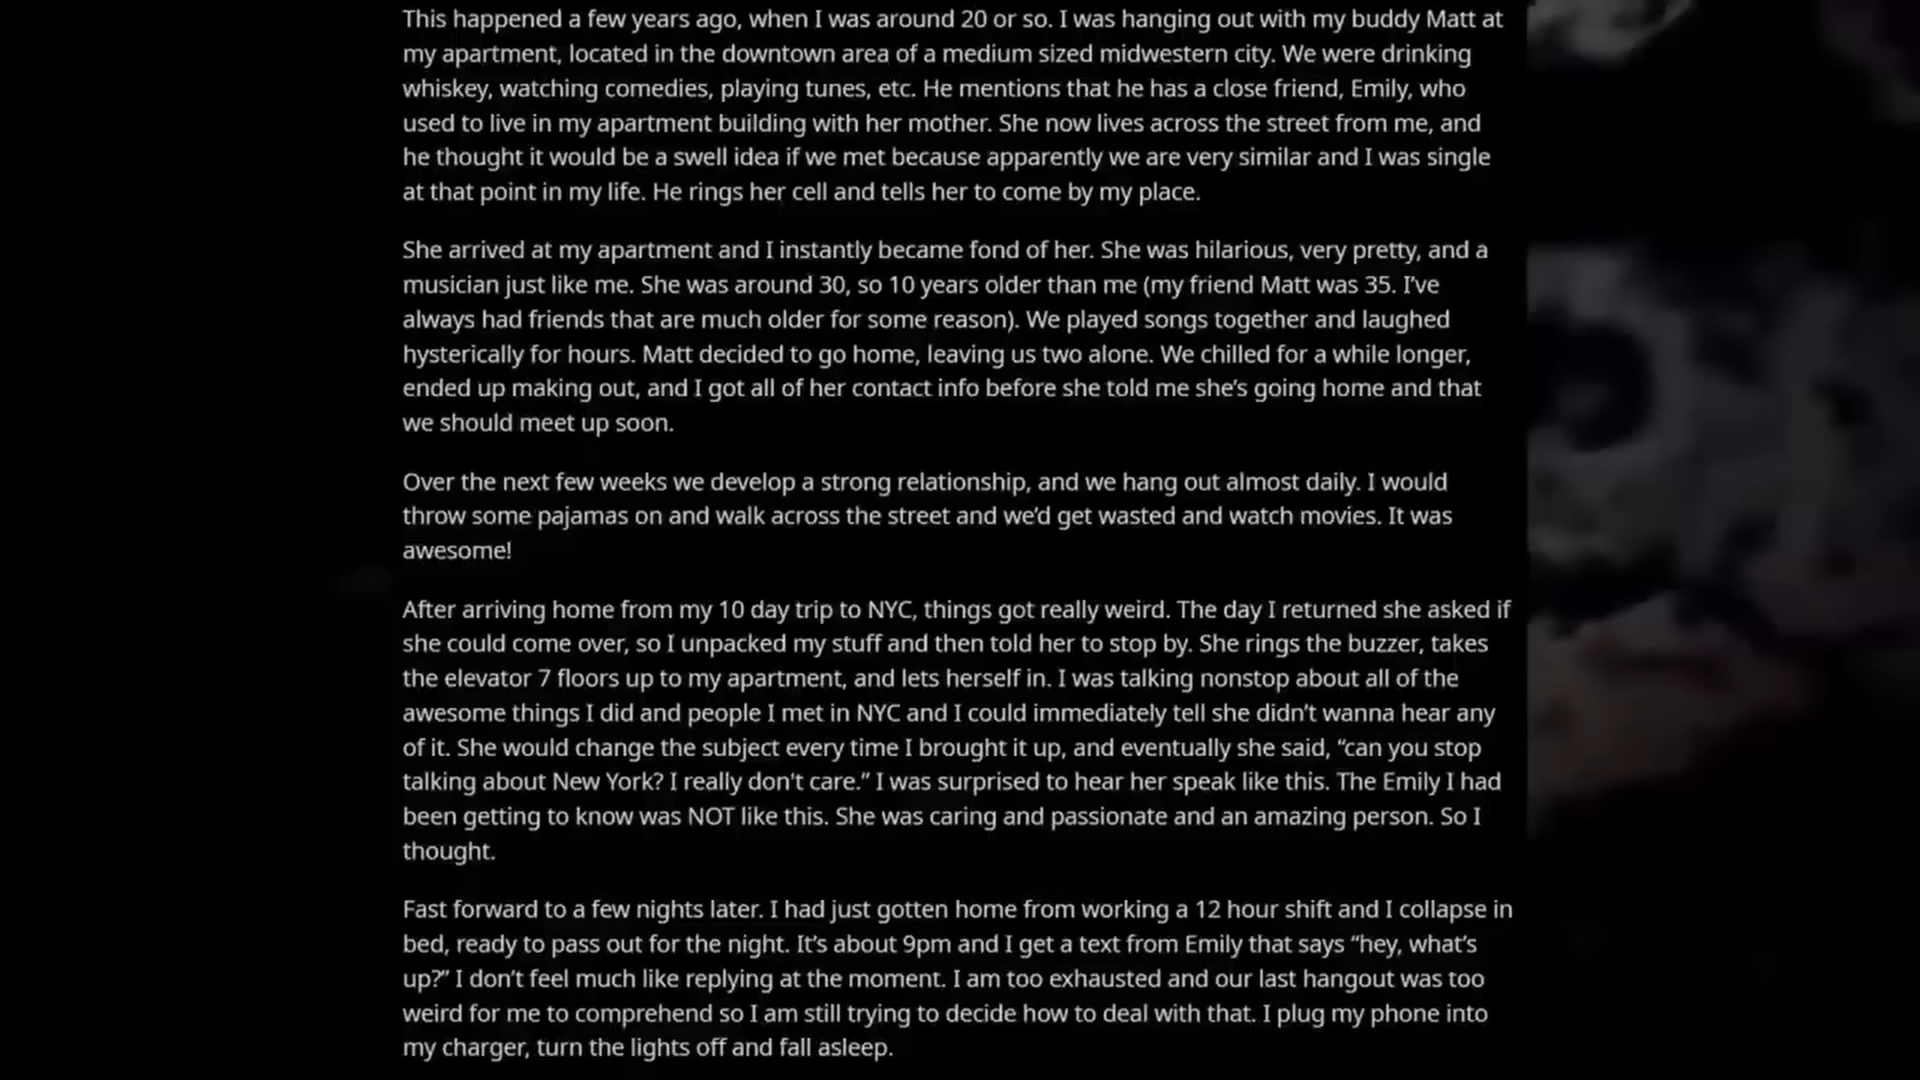 This happened a few years ago, when I was around 20 or so. I was hanging out with my buddy Matt at
my apartment, located in the downtown area of a medium sized midwestern city. We were drinking
whiskey, watching comedies, playing tunes, etc. He mentions that he has a close friend, Emily, who
used to live in my apartment building with her mother. She now lives across the street from me, and
he thought it would be a swell idea if we met because apparently we are very similar and I was single
at that point in my life. He rings her cell and tells her to come by my place.
She arrived at my apartment and I instantly became fond of her. She was hilarious, very pretty, and a
musician just like me. She was around 30, so 10 years older than me (my friend Matt was 35. I’ve
always had friends that are much older for some reason). We played songs together and laughed
hysterically for hours. Matt decided to go home, leaving us two alone. We chilled for a while longer,
ended up making out, and I got all of her contact info before she told me she’s going home and that
we should meet up soon.
Over the next few weeks we develop a strong relationship, and we hang out almost daily. I would
throw some pajamas on and walk across the street and we’d get wasted and watch movies. It was
awesome!
After arriving home from my 10 day trip to NYC, things got really weird. The day I returned she asked if
she could come over, so I unpacked my stuff and then told her to stop by. She rings the buzzer, takes
the elevator 7 floors up to my apartment, and lets herself in. I was talking nonstop about all of the
awesome things I did and people I met in NYC and I could immediately tell she didn’t wanna hear any
of it. She would change the subject every time I brought it up, and eventually she said, “can you stop
talking about New York? I really don't care.” I was surprised to hear her speak like this. The Emily I had
been getting to know was NOT like this. She was caring and passionate and an amazing person. So I
thought.
Fast forward to a few nights later. I had just gotten home from working a 12 hour shift and I collapse in
bed, ready to pass out for the night. It’s about 9pm and I get a text from Emily that says “hey, what’s
up?” I don’t feel much like replying at the moment. I am too exhausted and our last hangout was too
weird for me to comprehend so I am still trying to decide how to deal with that. I plug my phone into
my charger, turn the lights off and fall asleep.